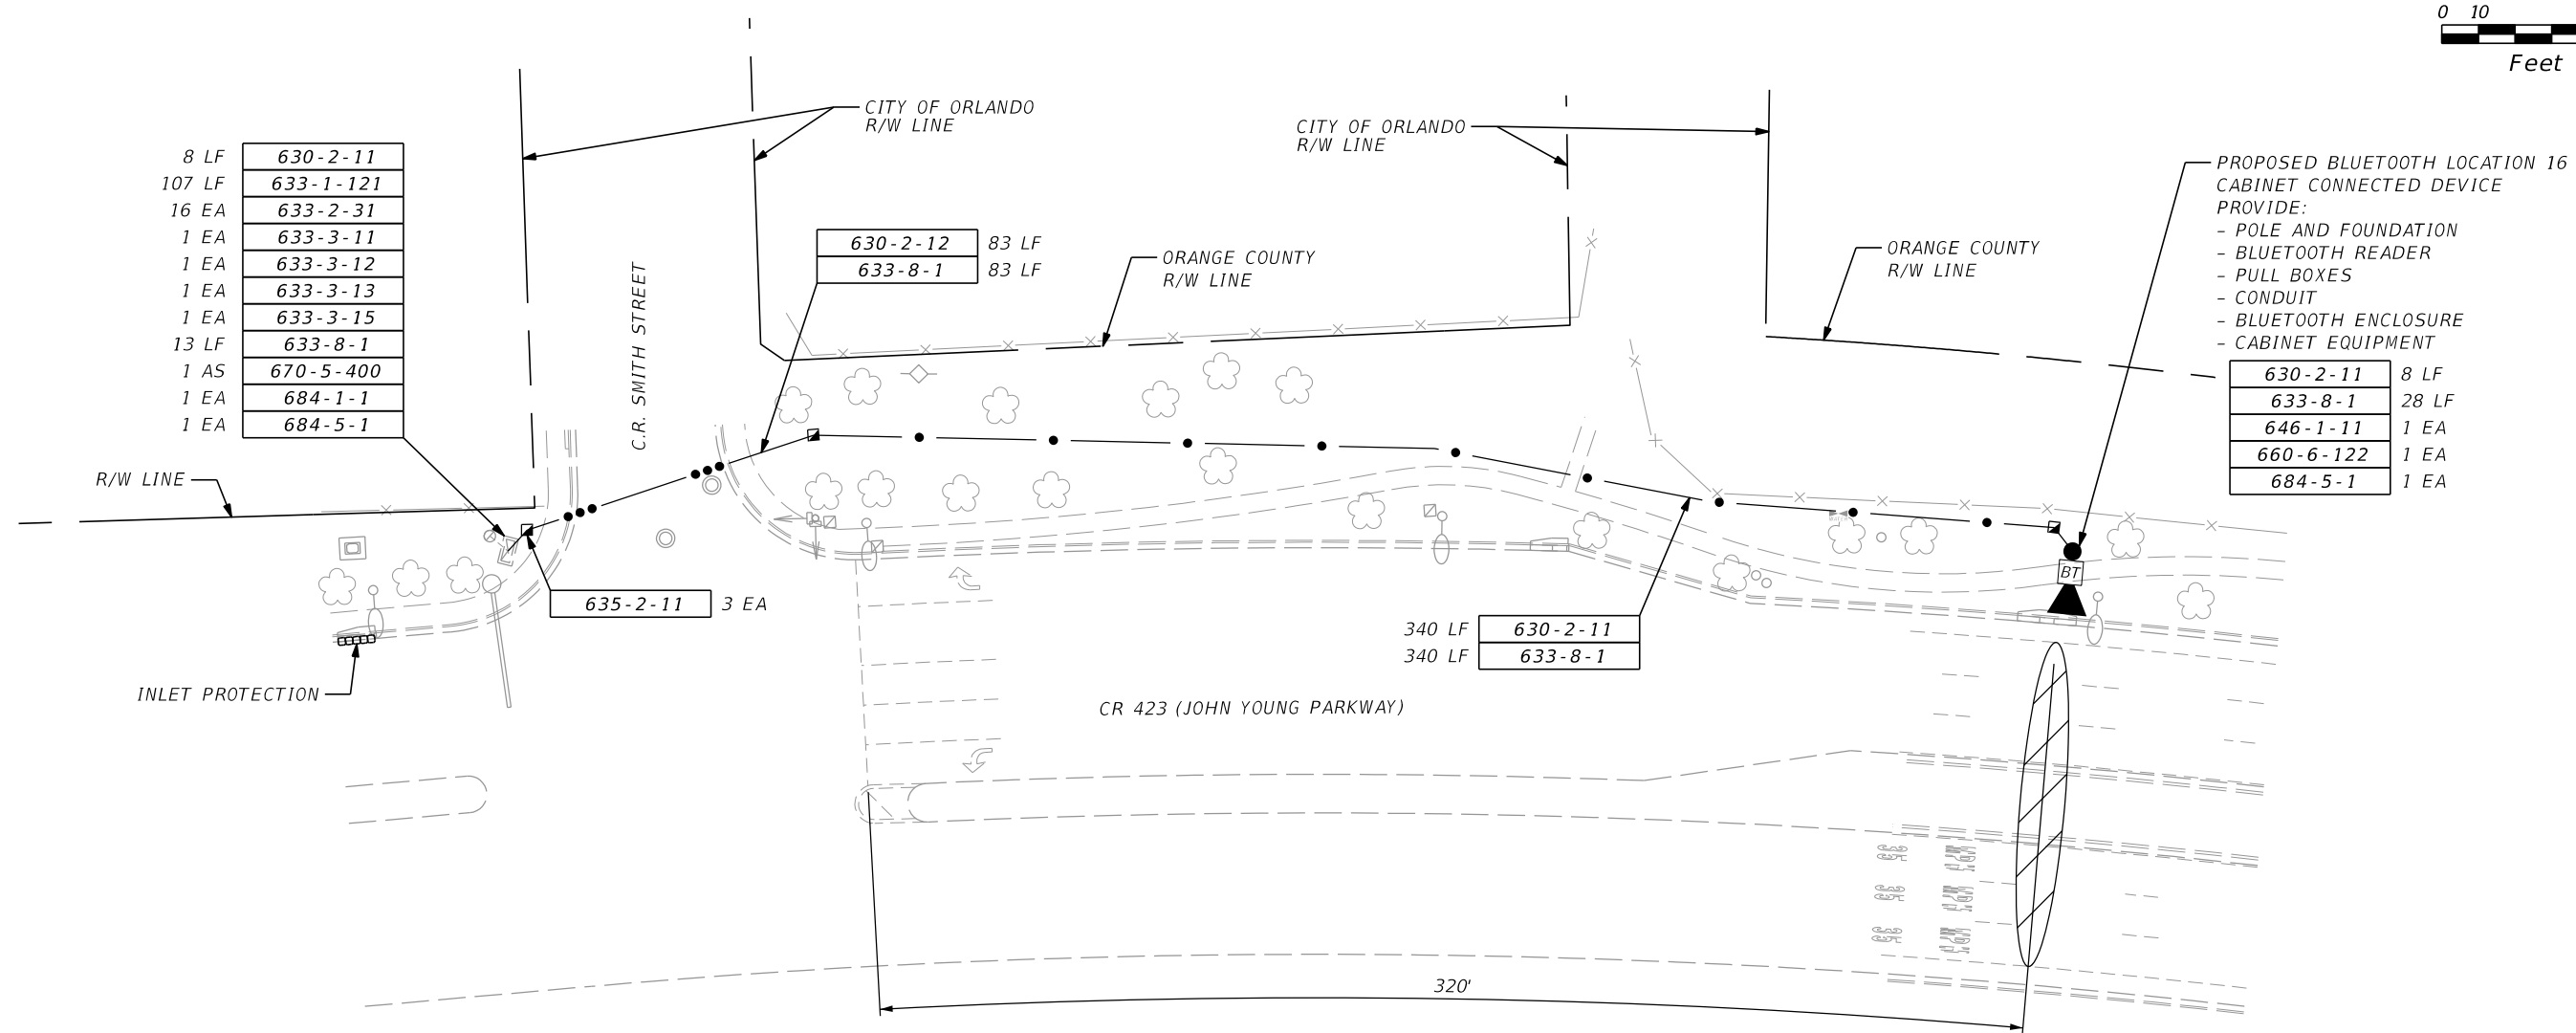 0 10
Feet
CITY OF ORLANDO
R/W LINE
CITY OF ORLANDO
R/W LINE
8 LF 630-2-11
107 LF 633-1-121
16 EA 633-2-31
1 EA 633-3-11
1 EA 633-3-12
1 EA 633-3-13
1 EA 633-3-15
13 LF 633-8-1
1 AS 670-5-400
1 EA 684-1-1
1 EA 684-5-1
R/W LINE
C.R. SMITH STREET
630-2-12 83 LF
633-8-1 83 LF
ORANGE COUNTY
R/W LINE
ORANGE COUNTY
R/W LINE
PROPOSED BLUETOOTH LOCATION 16
CABINET CONNECTED DEVICE
PROVIDE:
- POLE AND FOUNDATION
- BLUETOOTH READER
- PULL BOXES
- CONDUIT
- BLUETOOTH ENCLOSURE
- CABINET EQUIPMENT
630-2-11 8 LF
633-8-1 28 LF
646-1-11 1 EA
660-6-122 1 EA
684-5-1 1 EA
BT
635-2-11 3 EA
340 LF 630-2-11
340 LF 633-8-1
INLET PROTECTION
CR 423 (JOHN YOUNG PARKWAY)
320'